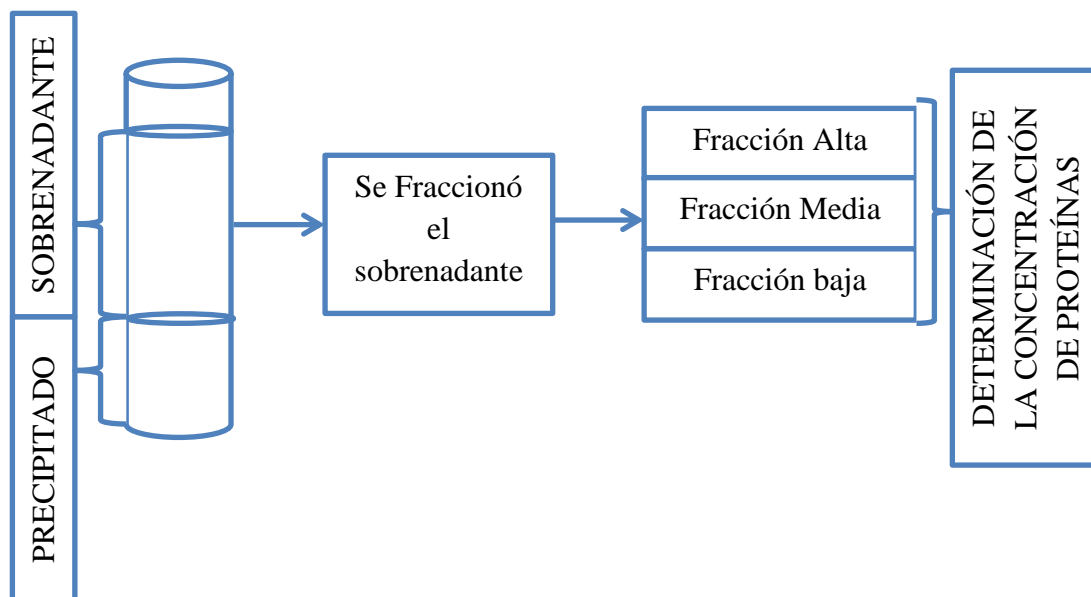 SOBRENADANTE
PRECIPITADO
Se Fraccionó
el
sobrenadante
Fracción Alta
Fracción Media
Fracción baja
DETERMINACIÓN DE
LA CONCENTRACIÓN
DE PROTEÍNAS